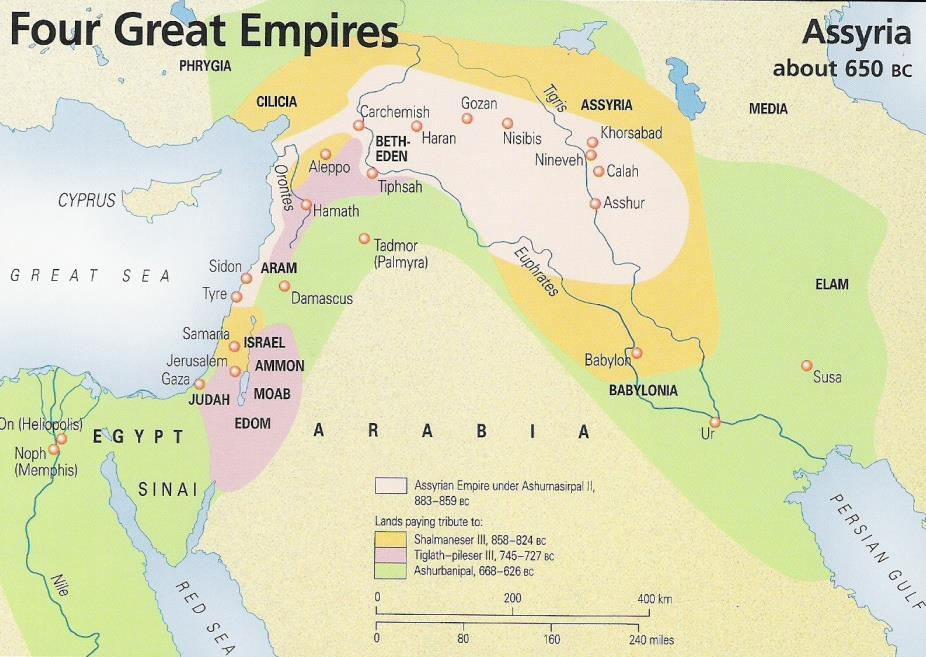 Four Great Empires
Assyria
about 650 BC
PHRYGIA
CILICIA
Carchemish
Gozan
Tigris
ASSYRIA
MEDIA
BETH-
EDEN
Haran
Nisibis
Khorsabad
Nineveh
Calah
Aleppo
Orontes
Tiphsah
CYPRUS
Hamath
Asshur
Tadmor
(Palmyra)
Euphrates
GREAT SEA
Sidon
ARAM
Tyre
Damascus
ELAM
Samaria
ISRAEL
Jerusalem
AMMON
Babylon
Susa
Gaza
JUDAH
MOAB
BABYLONIA
EDOM
On (Heliopolis)
EGYPT
ARABIA
Ur
Noph
(Memphis)
SINAI
PERSIAN GULF
Nile
RED SEA
Assyrian Empire under Ashurnasirpal II,
883–859 BC
Lands paying tribute to:
Shalmaneser III, 858–824 BC
Tiglath–pileser III, 745–727 BC
Ashurbanipal, 668–626 BC
0 200 400 km
0 80 160 240 miles